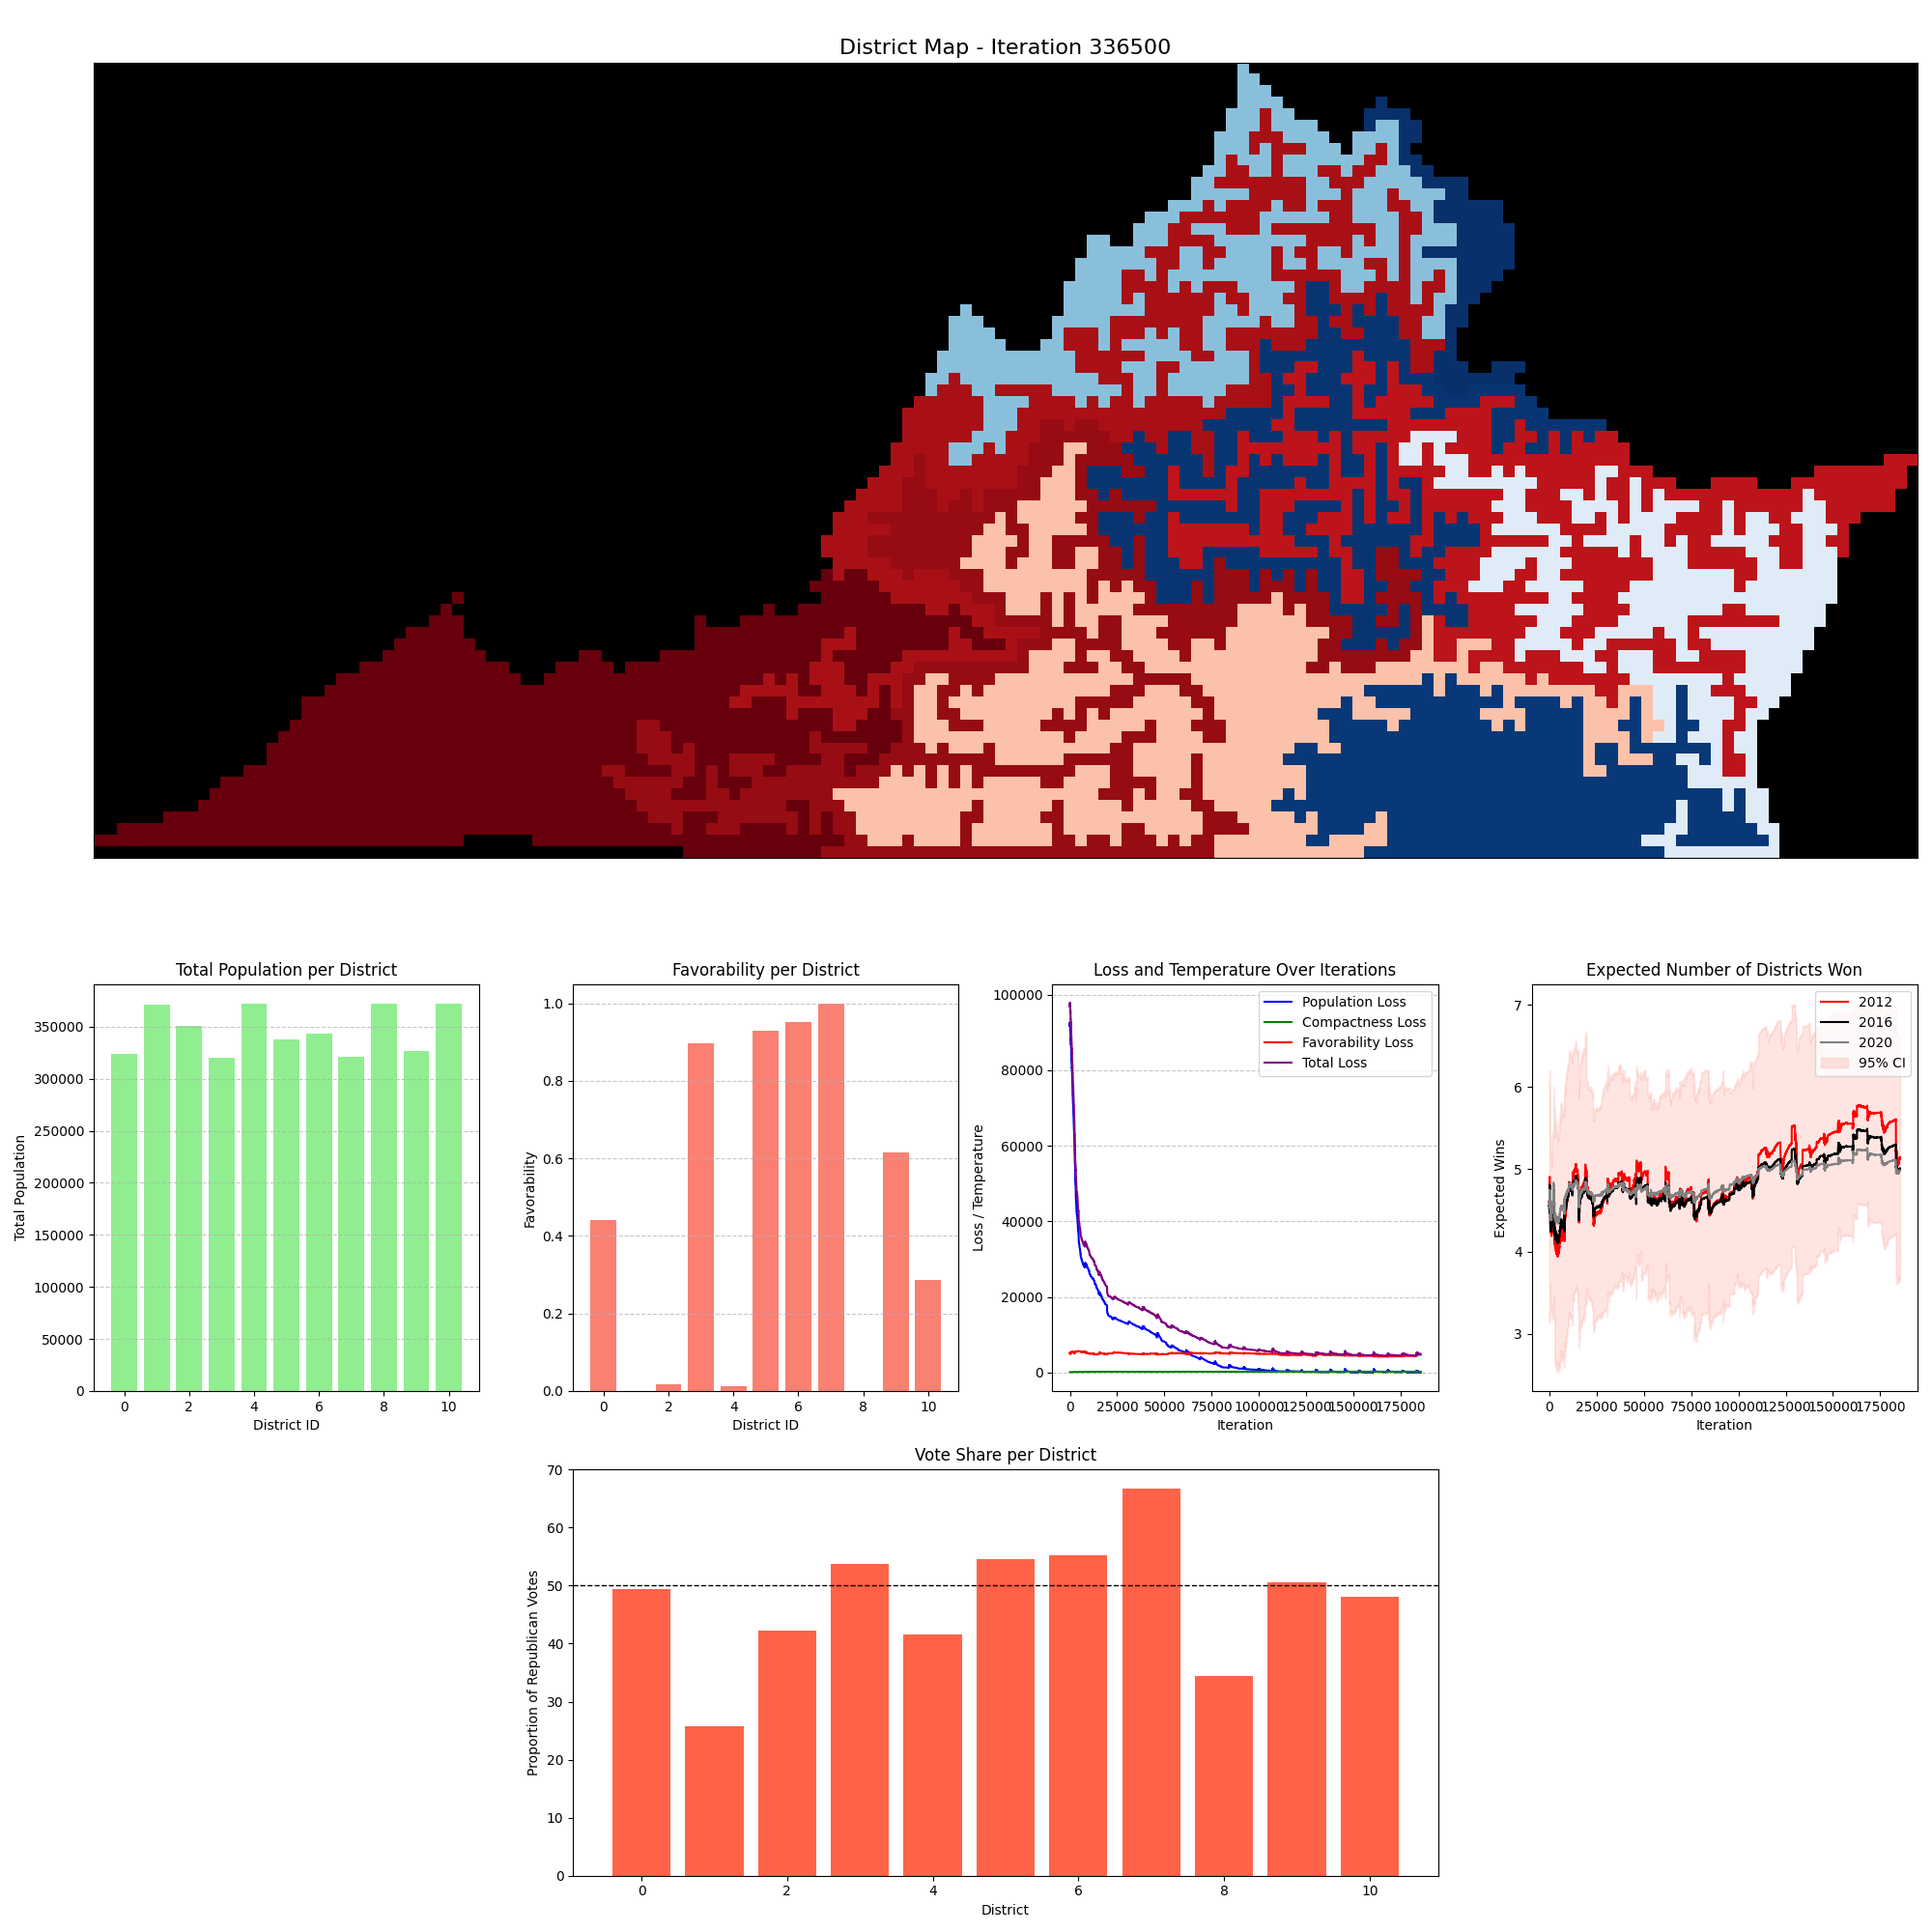 District Map - Iteration 336500
Total Population per District
Total Population
350000
300000
250000
200000
150000
100000
50000
0
0 2 4 6 8 10
District ID
Favorability per District
Favorability
1.0
0.8
0.6
0.4
0.2
0.0
0 2 4 6 8 10
District ID
Loss and Temperature Over Iterations
Loss / Temperature
100000
80000
60000
40000
20000
0
Population Loss
Compactness Loss
Favorability Loss
Total Loss
0 25000 50000 75000 100000 125000 150000 175000
Iteration
Expected Number of Districts Won
Expected Wins
7
6
5
4
3
2012
2016
2020
95% CI
0 25000 50000 75000 100000 125000 150000 175000
Iteration
Vote Share per District
Proportion of Republican Votes
70
60
50
40
30
20
10
0
0 2 4 6 8 10
District